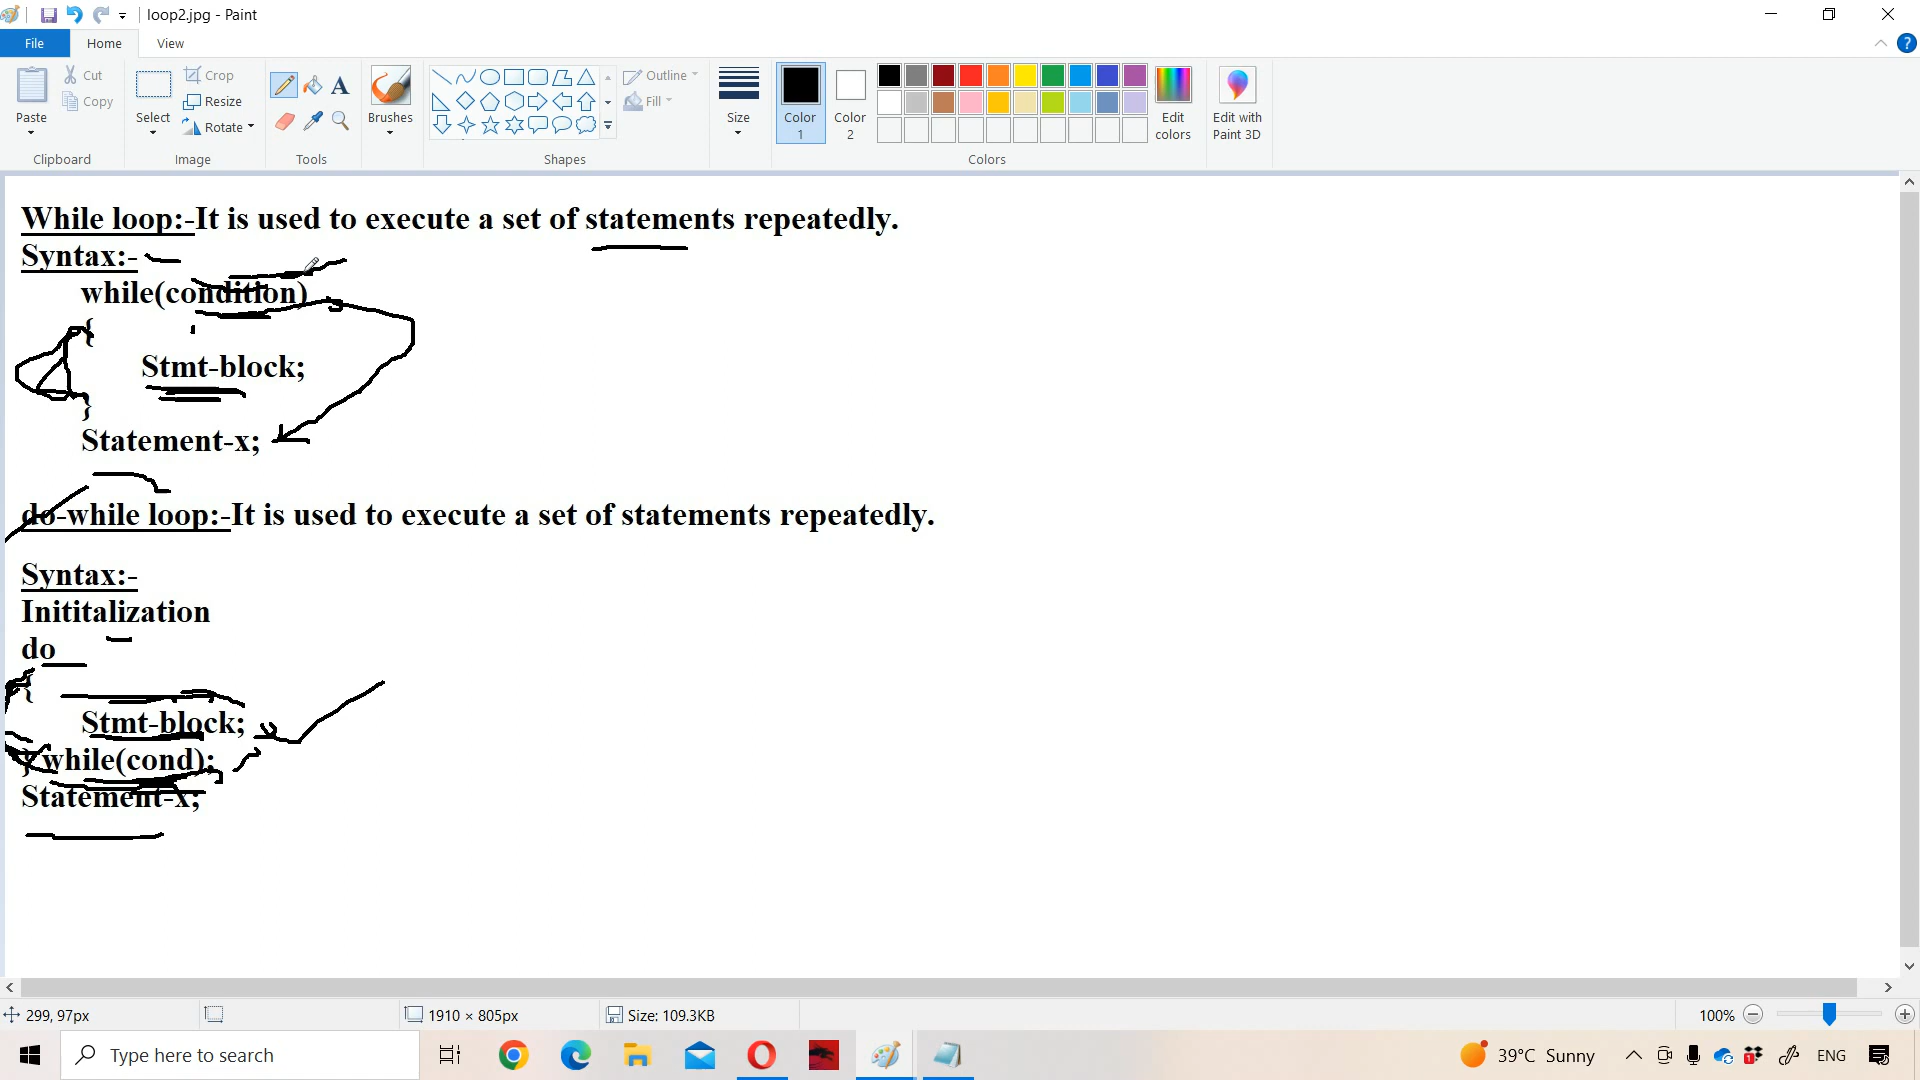 loop2.jpg - Paint
File Home View
Paste
Cut
Copy
Clipboard
Select
Crop
Resize
Rotate
Image
Tools
Brushes
Shapes
Outline
Fill
Size
Color 1
Color 2
Colors
Edit colors
Edit with Paint 3D
While loop:-It is used to execute a set of statements repeatedly.
Syntax:-
while(condition)
{
Stmt-block;
}
Statement-x;
do-while loop:-It is used to execute a set of statements repeatedly.
Syntax:-
Inititalization
do
{
Stmt-block;
} while(cond);
Statement-x;
299, 97px
1910 × 805px
Size: 109.3KB
100%
Type here to search
39°C Sunny
ENG